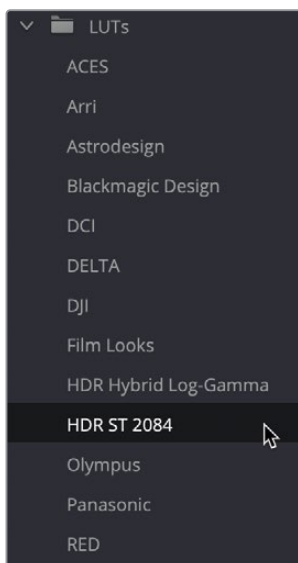 LUTs
ACES
Arri
Astrodesign
Blackmagic Design
DCI
DELTA
DJI
Film Looks
HDR Hybrid Log-Gamma
HDR ST 2084
Olympus
Panasonic
RED